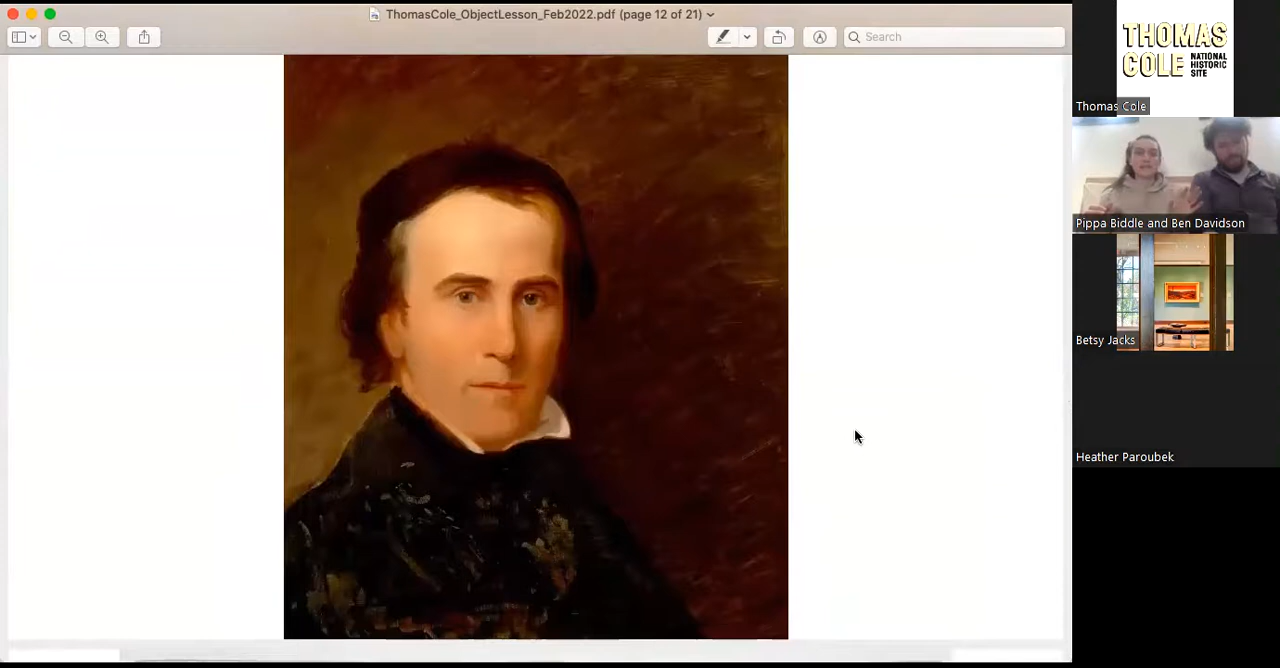 ThomasCole_ObjectLesson_Feb2022.pdf (page 12 of 21)
Search
THOMAS
COLE NATIONAL
HISTORIC
SITE
Thomas Cole
Pippa Biddle and Ben Davidson
Betsy Jacks
Heather Paroubek